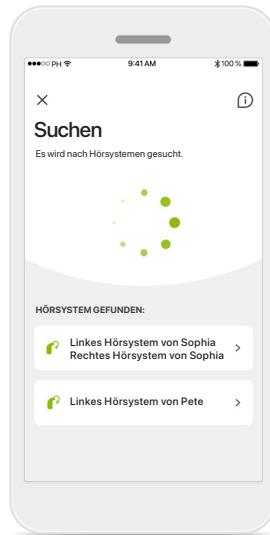 PH 9:41 AM 100 %
Suchen
Es wird nach Hörsystemen gesucht.
HÖRSYSTEM GEFUNDEN:
Linkes Hörsystem von Sophia
Rechtes Hörsystem von Sophia
Linkes Hörsystem von Pete